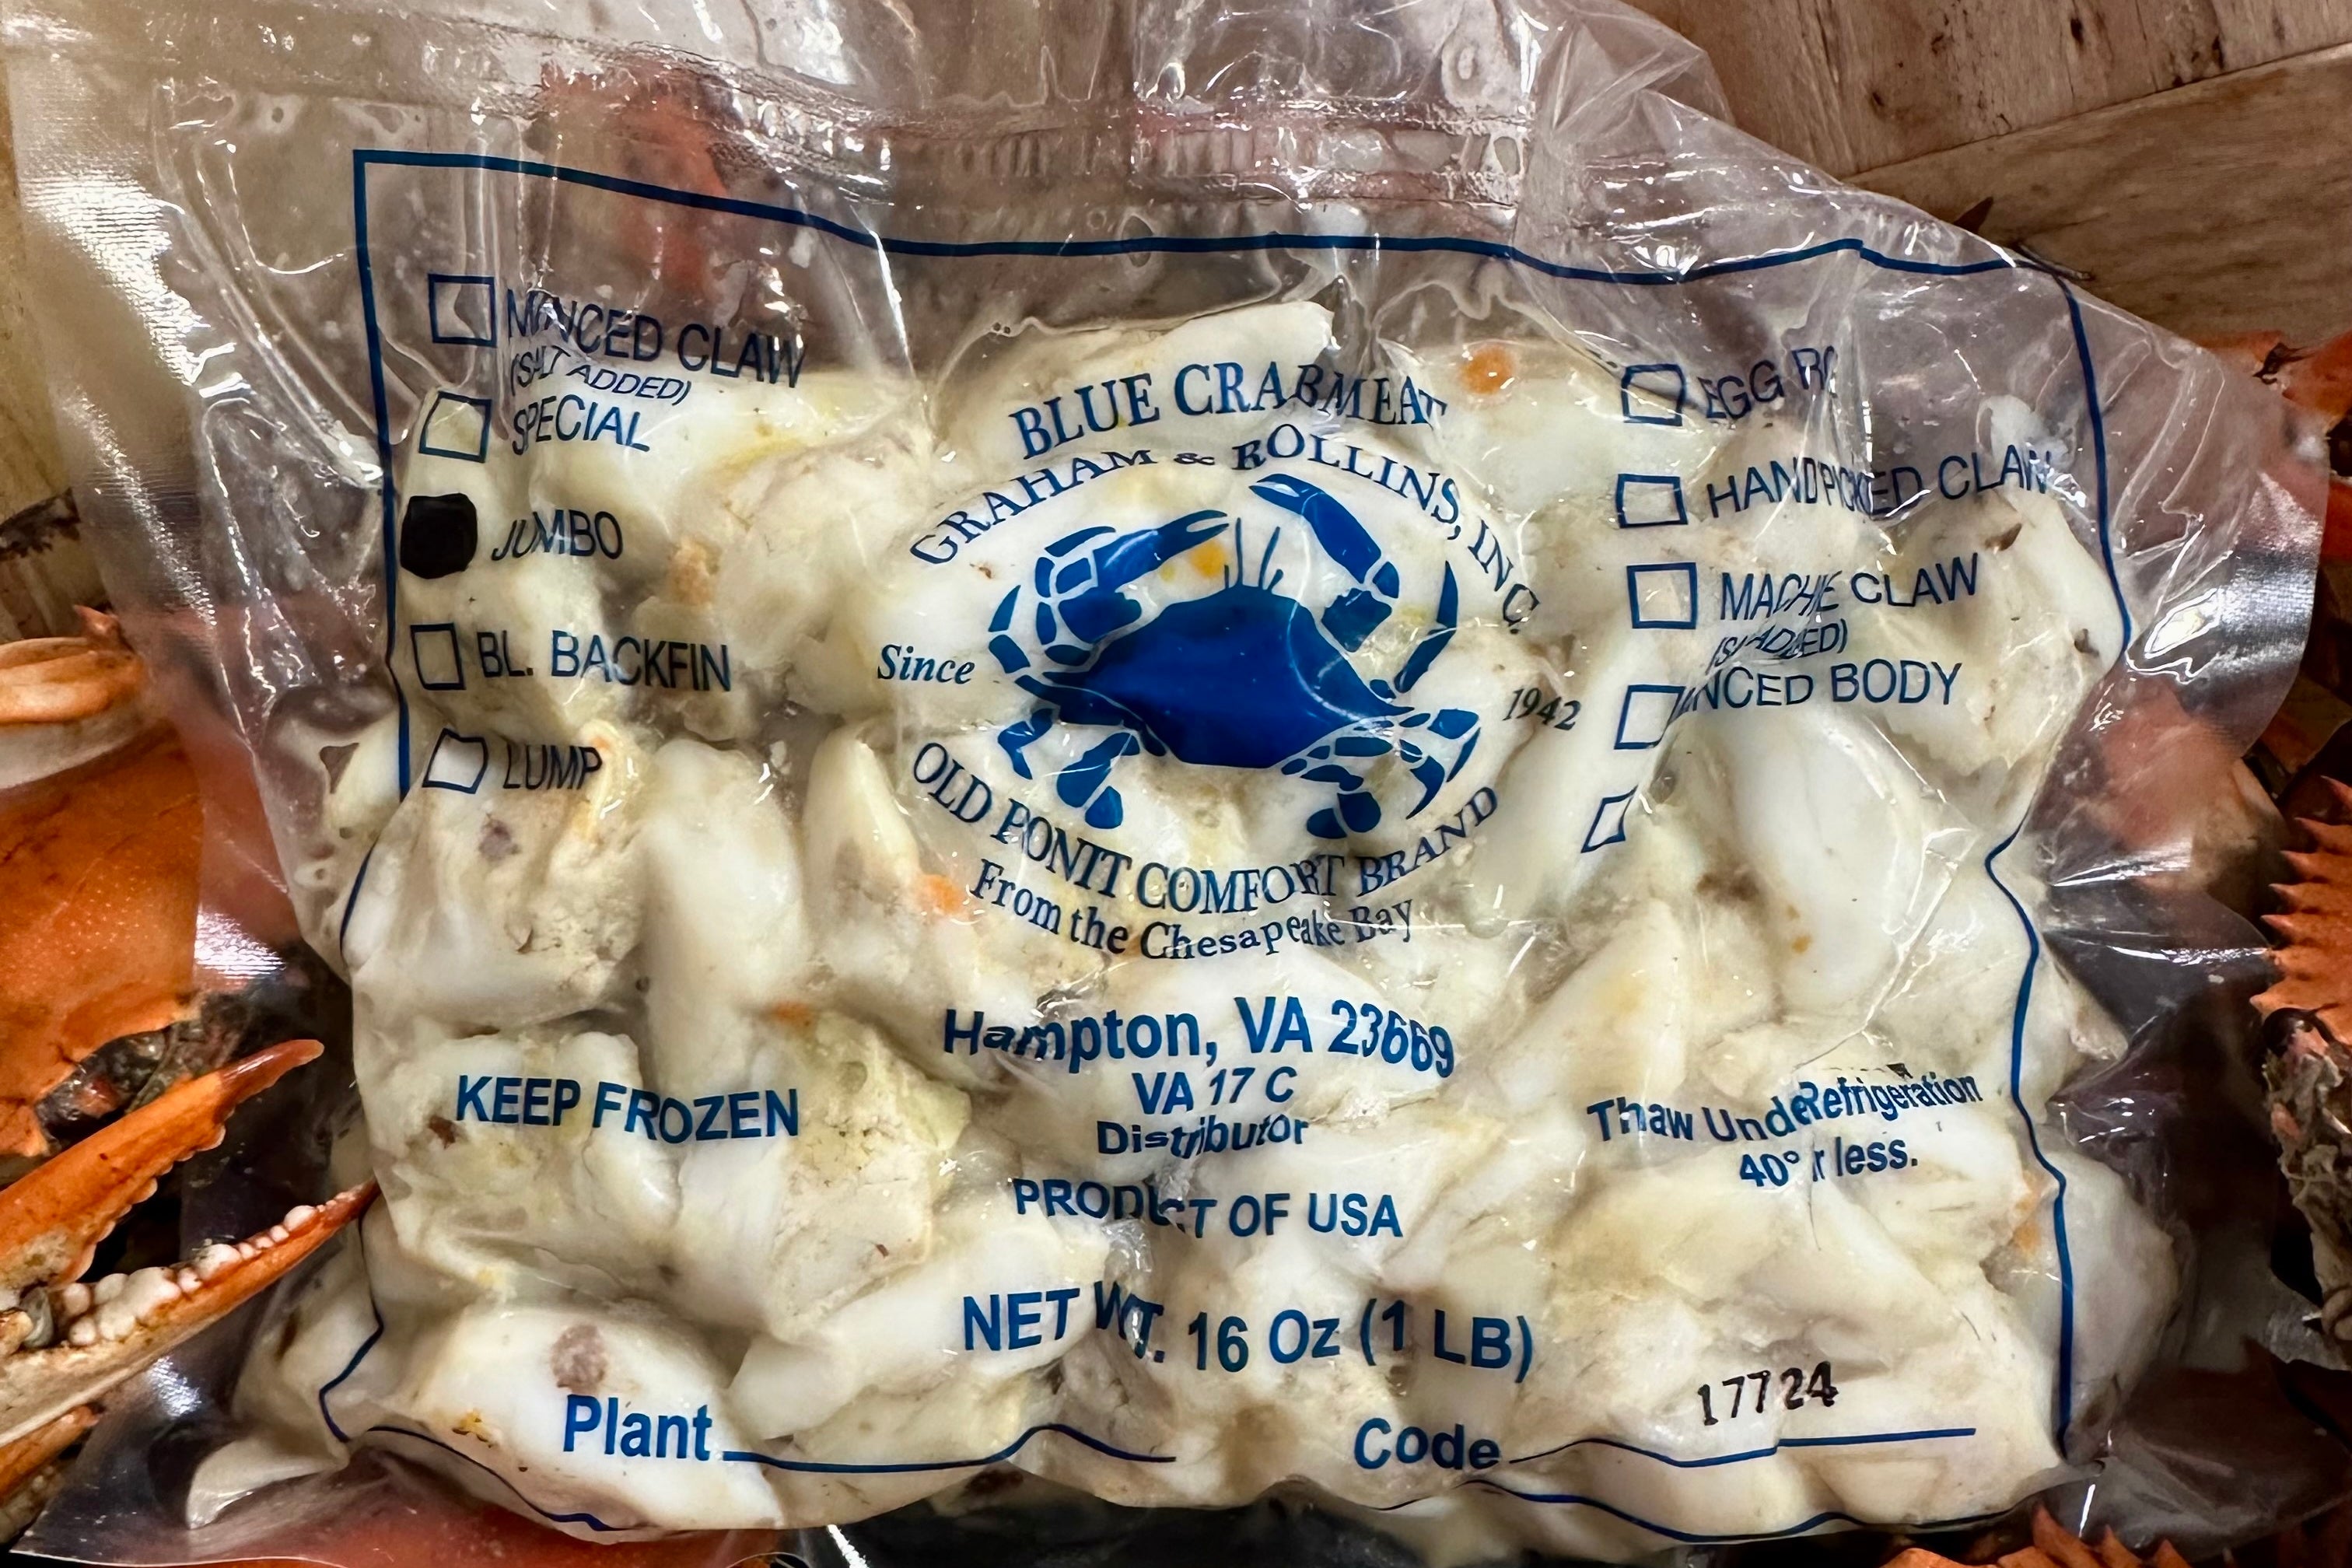 BLUE CRABMEAT
GRAHAM & ROLLINS, INC.
Since 1942
OLD PONIT COMFORT BRAND
From the Chesapeake Bay
MINCED CLAW
(SALT ADDED)
SPECIAL
JUMBO
BL. BACKFIN
LUMP
EGG
HANDPICKED CLAW
CLAW
BODY
Hampton, VA 23669
VA 17 C
Distributor
PRODUCT OF USA
KEEP FROZEN
Thaw Under Refrigeration
40° or less.
NET WT. 16 Oz (1 LB)
Plant
Code 17724